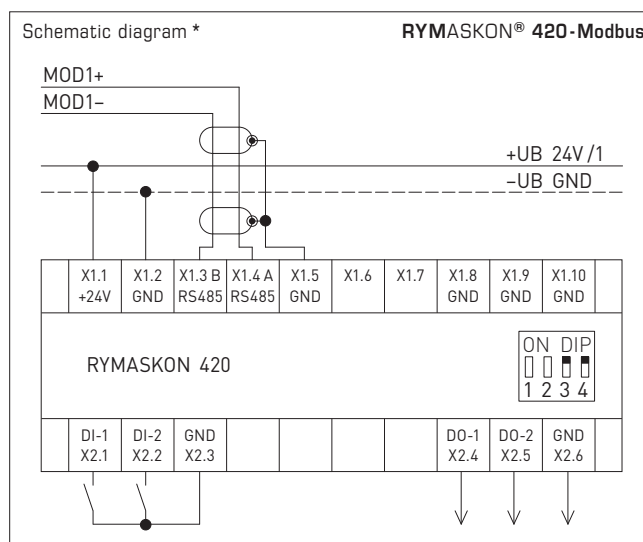 Schematic diagram * RYMASKON® 420-Modbus
MOD1+
MOD1–
+UB 24V/1
–UB GND
X1.1 X1.2 X1.3 B X1.4 A X1.5 X1.6 X1.7 X1.8 X1.9 X1.10
+24V GND RS485 RS485 GND GND GND GND
ON DIP
RYMASKON 420
1 2 3 4
DI-1 DI-2 GND DO-1 DO-2 GND
X2.1 X2.2 X2.3 X2.4 X2.5 X2.6